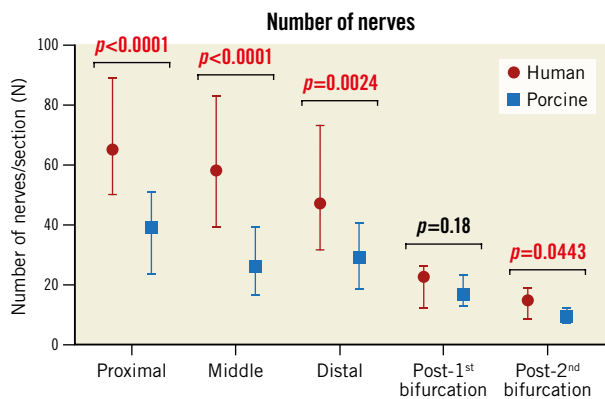 Number of nerves
Number of nerves/section (N)
100
80
60
40
20
0
p<0.0001
p<0.0001
p=0.0024
p=0.18
p=0.0443
Human
Porcine
Proximal
Middle
Distal
Post-1st
bifurcation
Post-2nd
bifurcation